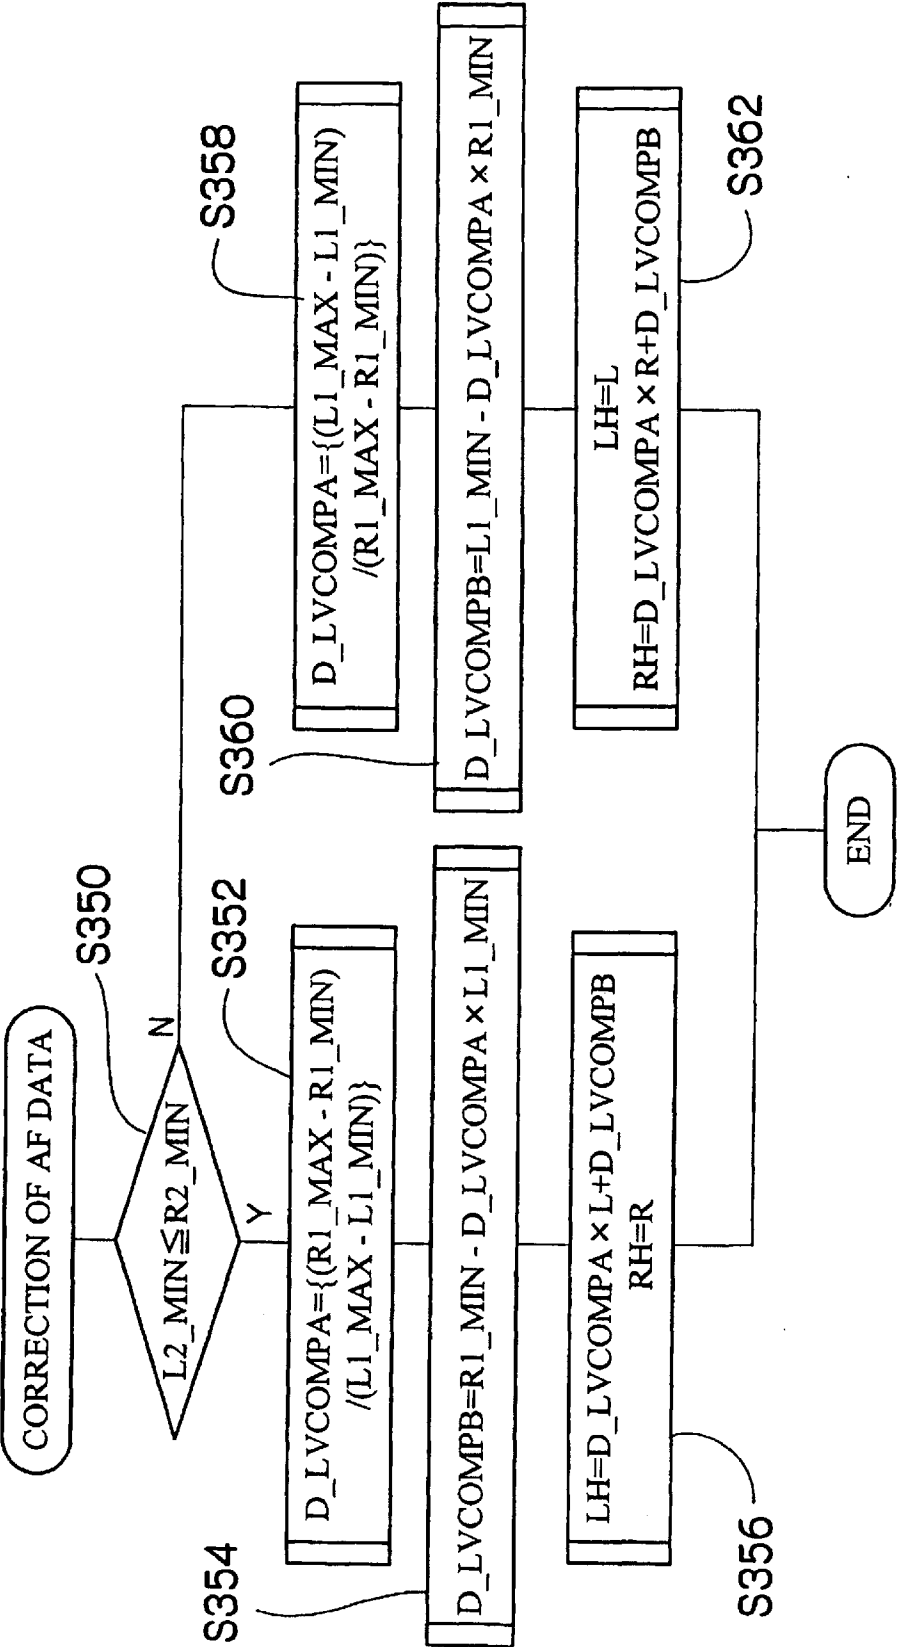 CORRECTION OF AF DATA
S350
L2_MIN≦R2_MIN
N
Y
S352
D_LVCOMPA={(R1_MAX - R1_MIN)
/(L1_MAX - L1_MIN)}
S354
D_LVCOMPB=R1_MIN - D_LVCOMPA×L1_MIN
LH=D_LVCOMPA×L+D_LVCOMPB
RH=R
S356
S358
D_LVCOMPA={(L1_MAX - L1_MIN)
/(R1_MAX - R1_MIN)}
S360
D_LVCOMPB=L1_MIN - D_LVCOMPA×R1_MIN
LH=L
RH=D_LVCOMPA×R+D_LVCOMPB
S362
END